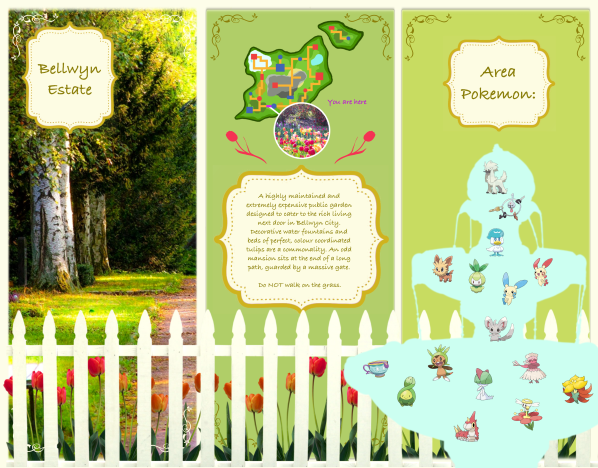 Bellwyn
Estate
You are here
A highly maintained and
extremely expensive public garden
designed to cater to the rich living
next door in Bellwyn City.
Decorative water fountains and
beds of perfect, colour coordinated
tulips are a commonality. An odd
mansion sits at the end of a long
path, guarded by a massive gate.
Do NOT walk on the grass.
Area
Pokemon: